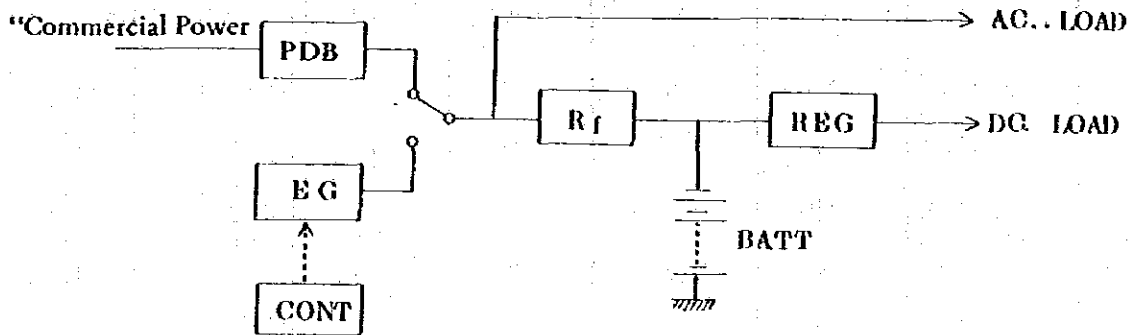 “Commercial Power
PDB
AC.. LOAD
Rf
REG
DC LOAD
EG
BATT
CONT